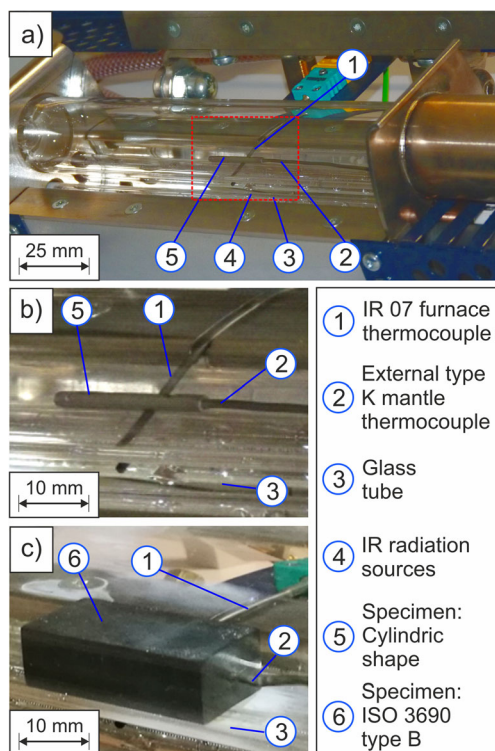 a)
1
5
4
3
2
25 mm
b)
5
1
2
3
10 mm
c)
6
1
2
3
10 mm
1 IR 07 furnace
thermocouple
External type
2 K mantle
thermocouple
3 Glass
tube
4 IR radiation
sources
Specimen:
5 Cylindric
shape
Specimen:
6 ISO 3690
type B